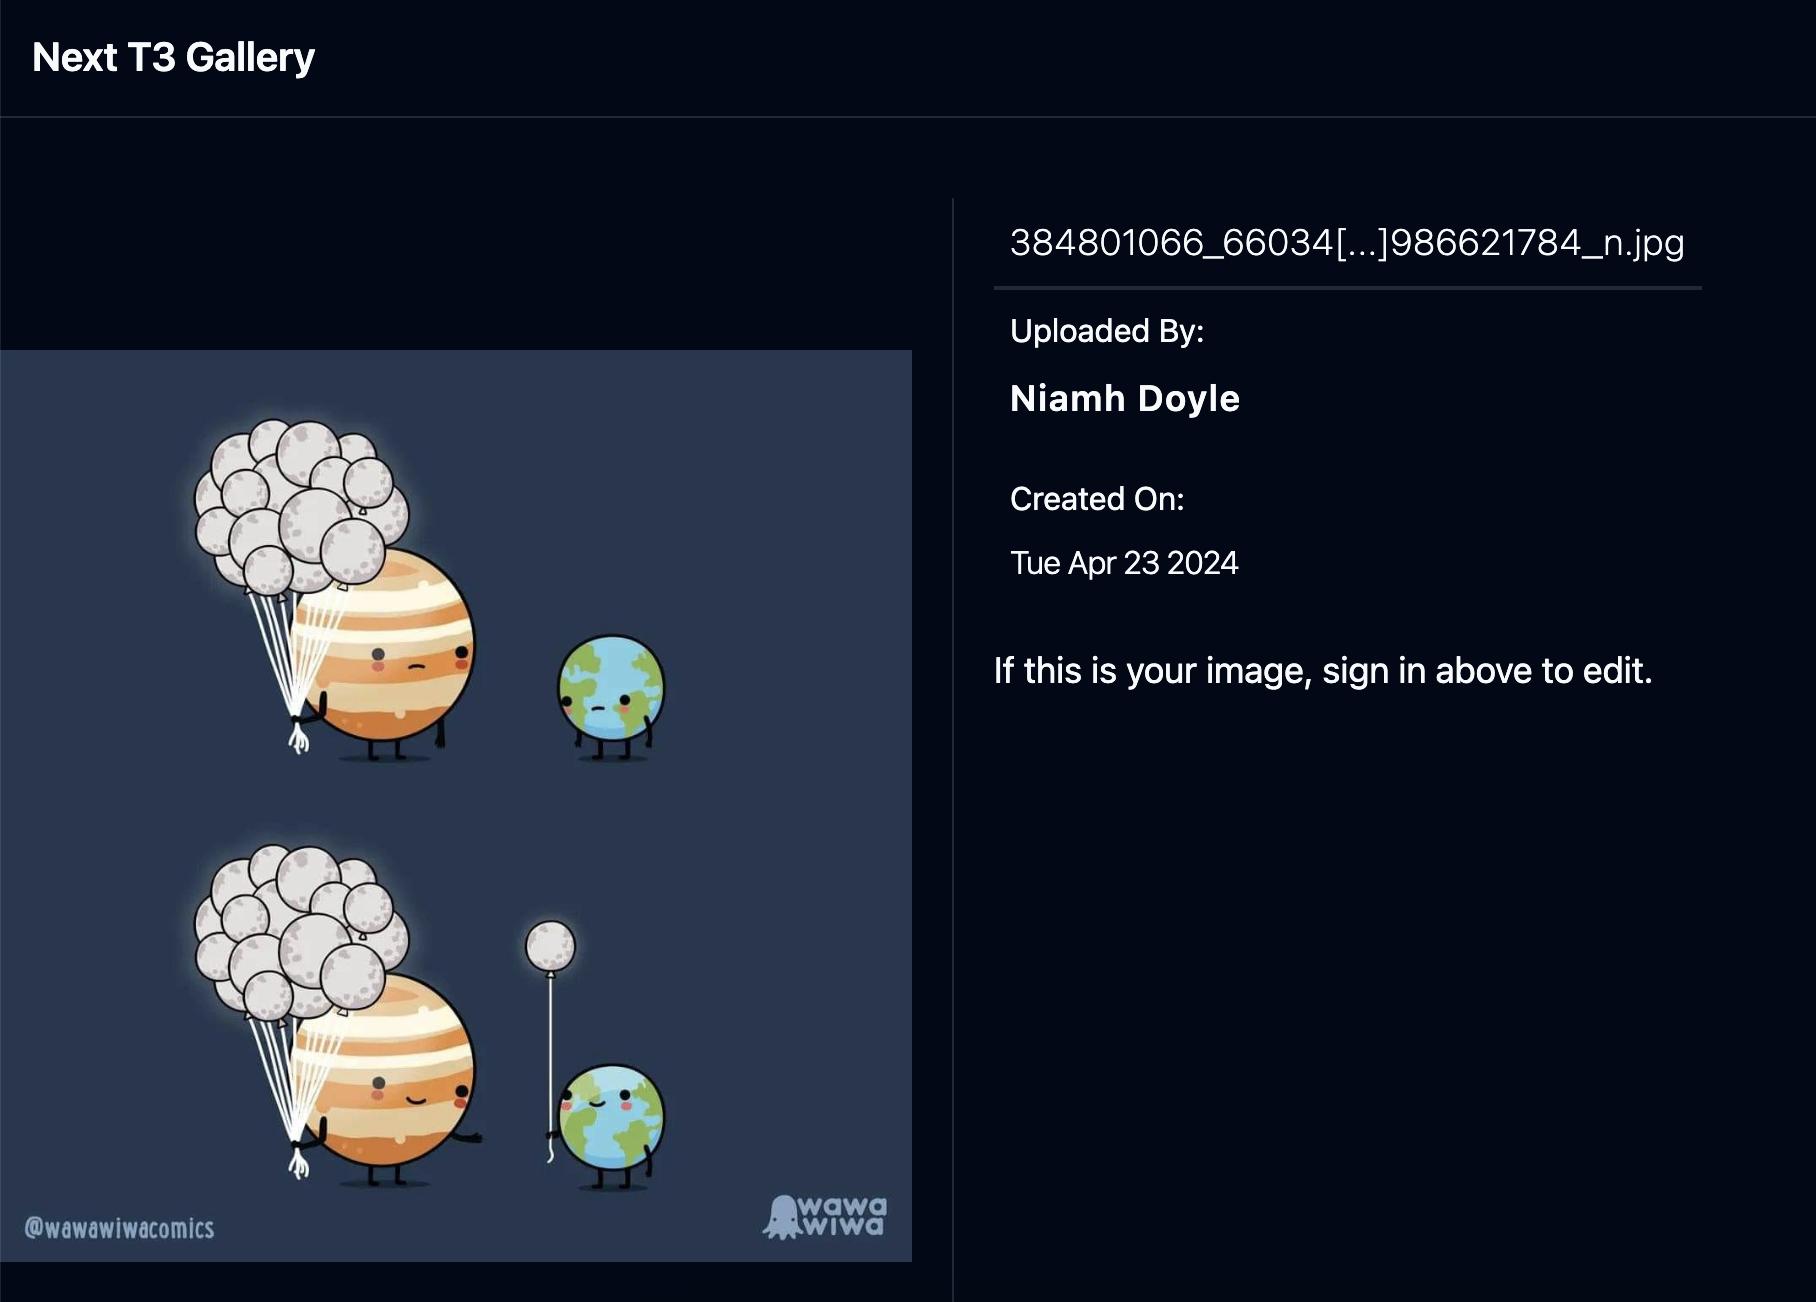 Next T3 Gallery
384801066_66034[...]986621784_n.jpg
Uploaded By:
Niamh Doyle
Created On:
Tue Apr 23 2024
If this is your image, sign in above to edit.
@wawawiwacomics
wawa
wiwa